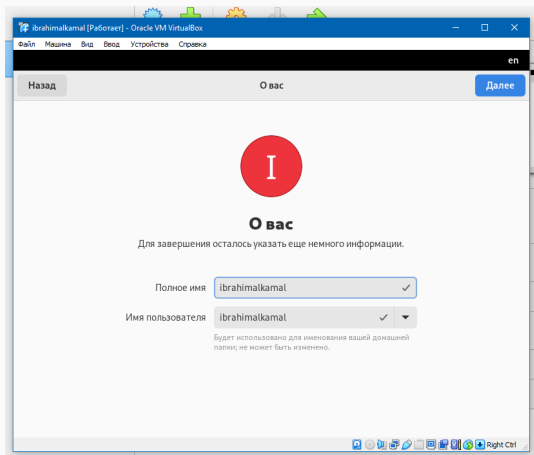 ibrahimalkamal [Работает] - Oracle VM VirtualBox
Файл Машина Вид Ввод Устройства Справка
en
Назад О вас Далее
I
О вас
Для завершения осталось указать еще немного информации.
Полное имя ibrahimalkamal
Имя пользователя ibrahimalkamal
Будет использовано для именования вашей домашней
папки; не может быть изменено.
Right Ctrl